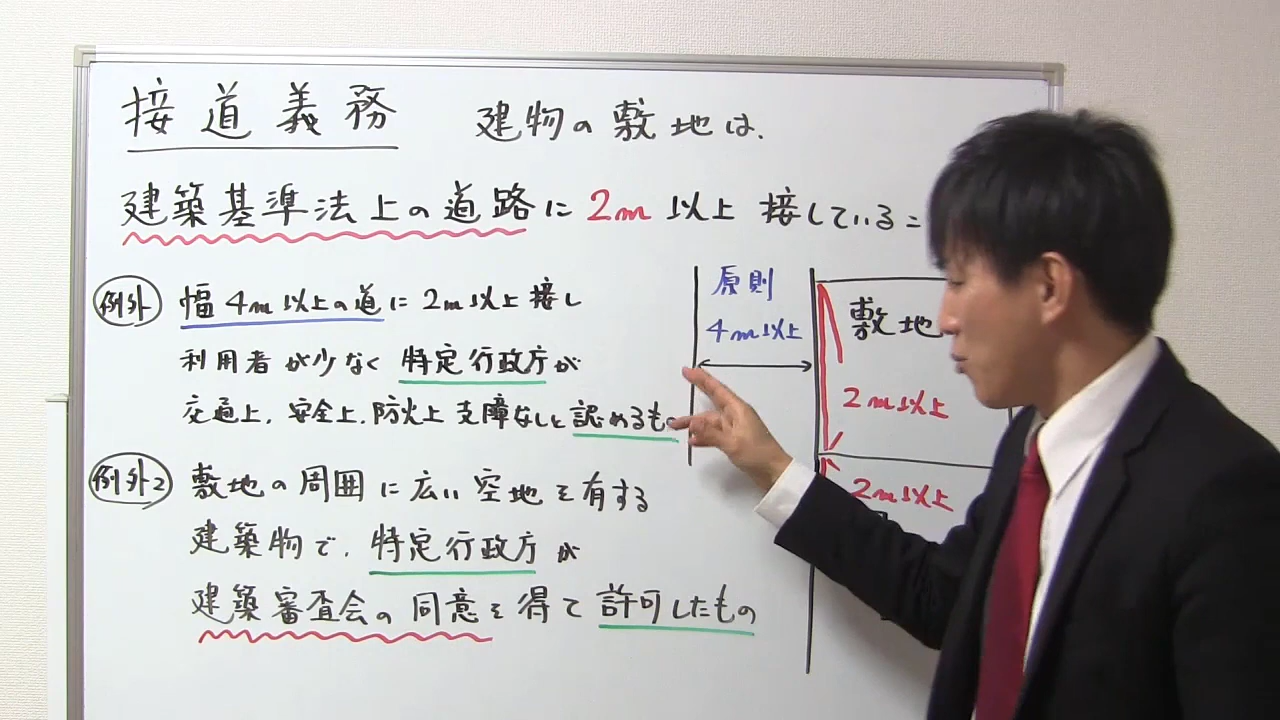 接道義務 建物の敷地は、
建築基準法上の道路に2m以上接している
例外 幅4m以上の道に2m以上接し
利用者が少なく特定行政庁が
交通上、安全上、防火上支障なしと認めるもの
例外2 敷地の周囲に広い空地を有する
建築物で、特定行政庁が
建築審査会の同意を得て許可したもの
原則
4m以上
敷地
2m以上
2m以上